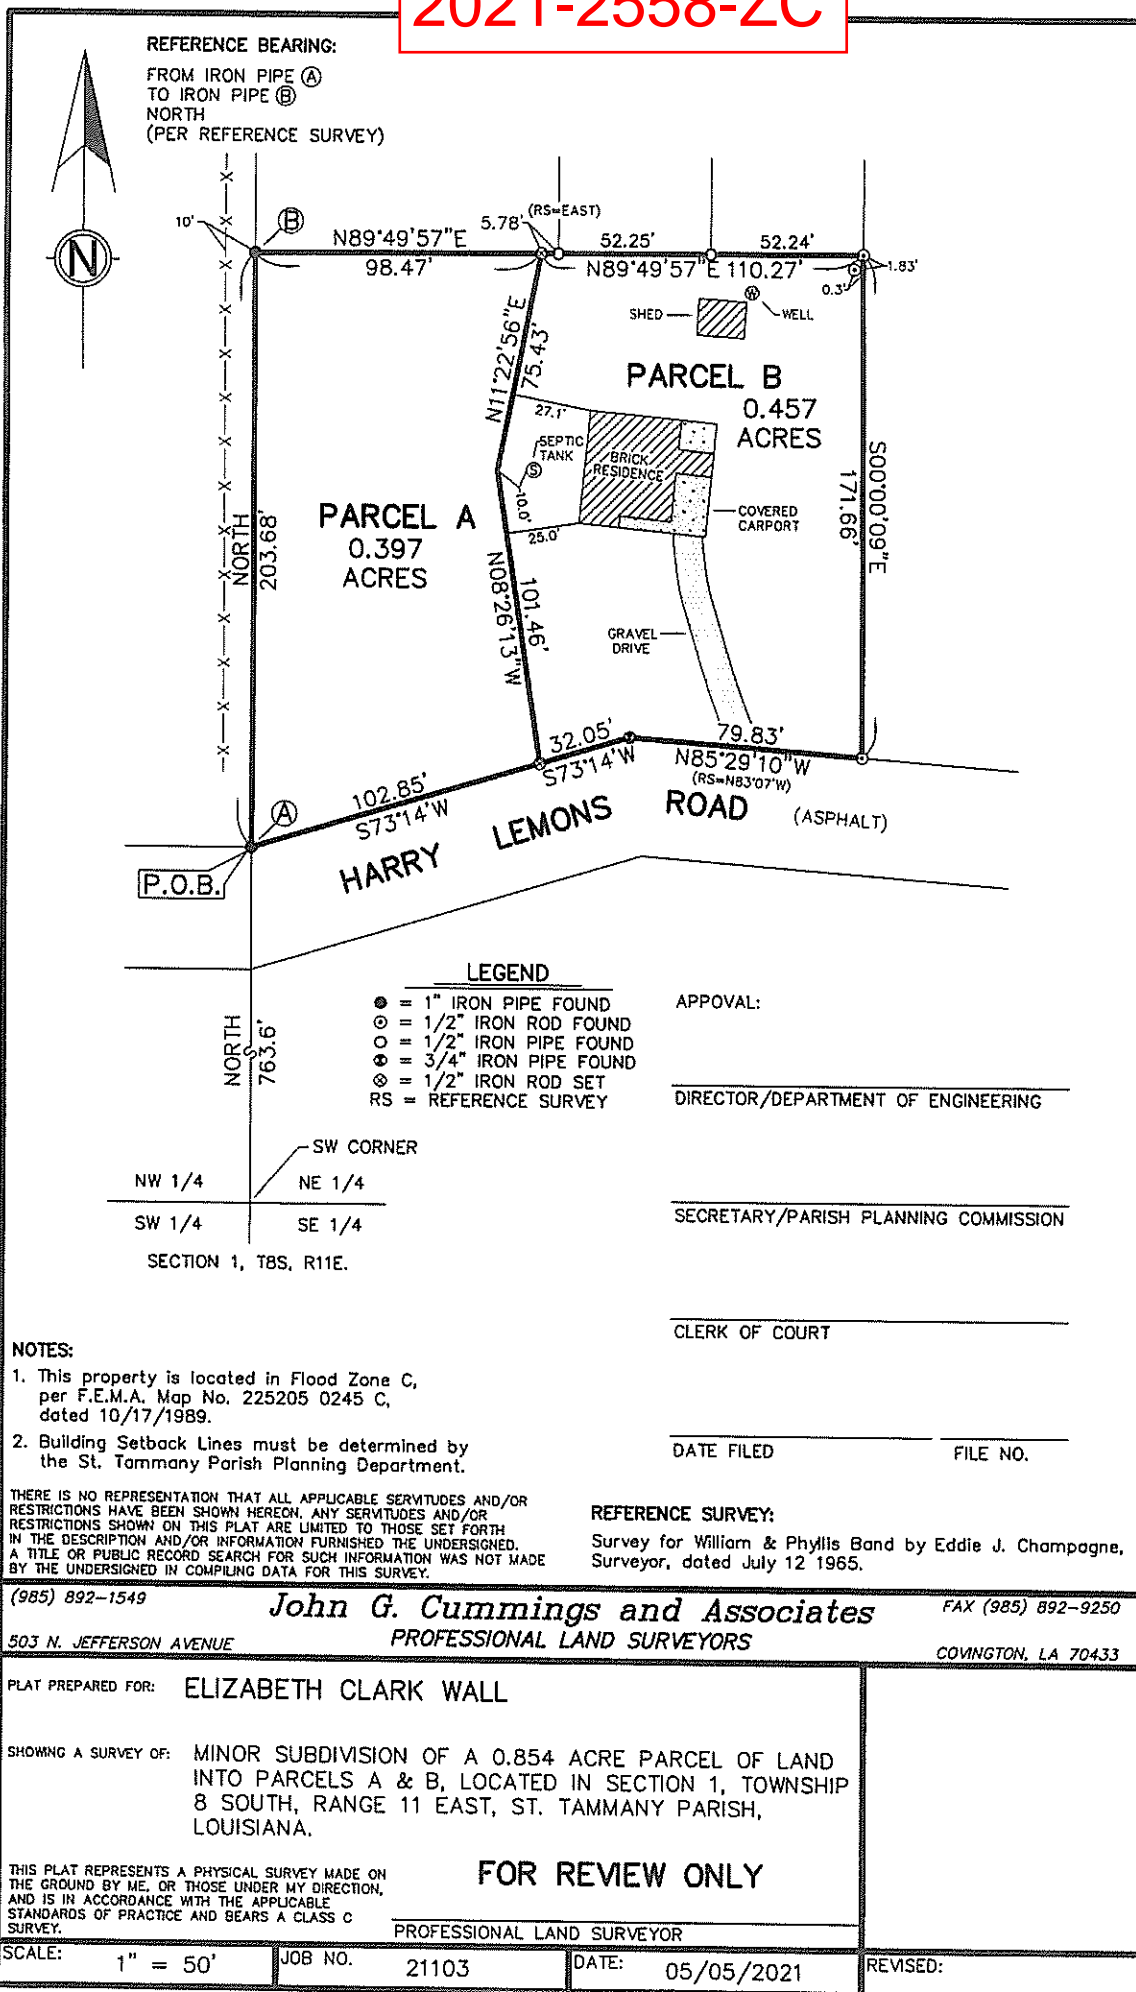 2021-2558-ZC
REFERENCE BEARING:
FROM IRON PIPE Ⓐ
TO IRON PIPE Ⓑ
NORTH
(PER REFERENCE SURVEY)
N
10'
B
N89°49'57"E
98.47'
5.78'
(RS=EAST)
52.25'
52.24'
N89°49'57"E 110.27'
1.83'
0.3'
SHED
WELL
N11°22'56"E
75.43'
PARCEL B
0.457
ACRES
27.1'
SEPTIC
TANK
S
BRICK
RESIDENCE
10.0'
25.0'
COVERED
CARPORT
S00°00'09"E
171.66'
PARCEL A
0.397
ACRES
NORTH
203.68'
N08°26'13"W
101.46'
GRAVEL
DRIVE
32.05'
S73°14'W
79.83'
N85°29'10"W
(RS=N83°07'W)
102.85'
S73°14'W
A
P.O.B.
HARRY LEMONS ROAD (ASPHALT)
LEGEND
● = 1" IRON PIPE FOUND
⊙ = 1/2" IRON ROD FOUND
○ = 1/2" IRON PIPE FOUND
= 3/4" IRON PIPE FOUND
⊗ = 1/2" IRON ROD SET
RS = REFERENCE SURVEY
NORTH
763.6'
SW CORNER
NW 1/4 NE 1/4
SW 1/4 SE 1/4
SECTION 1, T8S, R11E.
APPOVAL:
DIRECTOR/DEPARTMENT OF ENGINEERING
SECRETARY/PARISH PLANNING COMMISSION
CLERK OF COURT
DATE FILED FILE NO.
NOTES:
1. This property is located in Flood Zone C,
per F.E.M.A. Map No. 225205 0245 C,
dated 10/17/1989.
2. Building Setback Lines must be determined by
the St. Tammany Parish Planning Department.
THERE IS NO REPRESENTATION THAT ALL APPLICABLE SERVITUDES AND/OR
RESTRICTIONS HAVE BEEN SHOWN HEREON. ANY SERVITUDES AND/OR
RESTRICTIONS SHOWN ON THIS PLAT ARE LIMITED TO THOSE SET FORTH
IN THE DESCRIPTION AND/OR INFORMATION FURNISHED THE UNDERSIGNED.
A TITLE OR PUBLIC RECORD SEARCH FOR SUCH INFORMATION WAS NOT MADE
BY THE UNDERSIGNED IN COMPILING DATA FOR THIS SURVEY.
REFERENCE SURVEY:
Survey for William & Phyllis Band by Eddie J. Champagne,
Surveyor, dated July 12 1965.
(985) 892-1549
John G. Cummings and Associates
FAX (985) 892-9250
503 N. JEFFERSON AVENUE
PROFESSIONAL LAND SURVEYORS
COVINGTON, LA 70433
PLAT PREPARED FOR: ELIZABETH CLARK WALL
SHOWNG A SURVEY OF: MINOR SUBDIVISION OF A 0.854 ACRE PARCEL OF LAND
INTO PARCELS A & B, LOCATED IN SECTION 1, TOWNSHIP
8 SOUTH, RANGE 11 EAST, ST. TAMMANY PARISH,
LOUISIANA.
THIS PLAT REPRESENTS A PHYSICAL SURVEY MADE ON
THE GROUND BY ME, OR THOSE UNDER MY DIRECTION,
AND IS IN ACCORDANCE WITH THE APPLICABLE
STANDARDS OF PRACTICE AND BEARS A CLASS C
SURVEY.
FOR REVIEW ONLY
PROFESSIONAL LAND SURVEYOR
SCALE: 1" = 50'
JOB NO. 21103
DATE: 05/05/2021
REVISED: